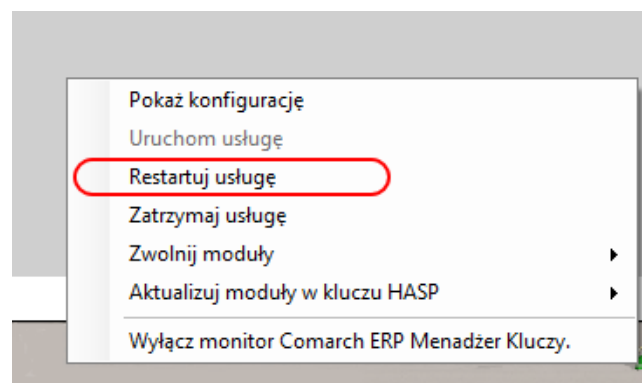 Pokaż konfigurację
Uruchom usługę
Restartuj usługę
Zatrzymaj usługę
Zwolnij moduły
Aktualizuj moduły w kluczu HASP
Wyłącz monitor Comarch ERP Menadżer Kluczy.